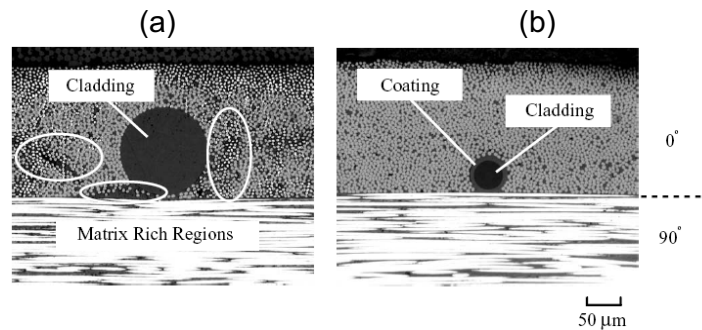 (a)
(b)
Cladding
Coating
Cladding
0°
Matrix Rich Regions
90°
50 μm